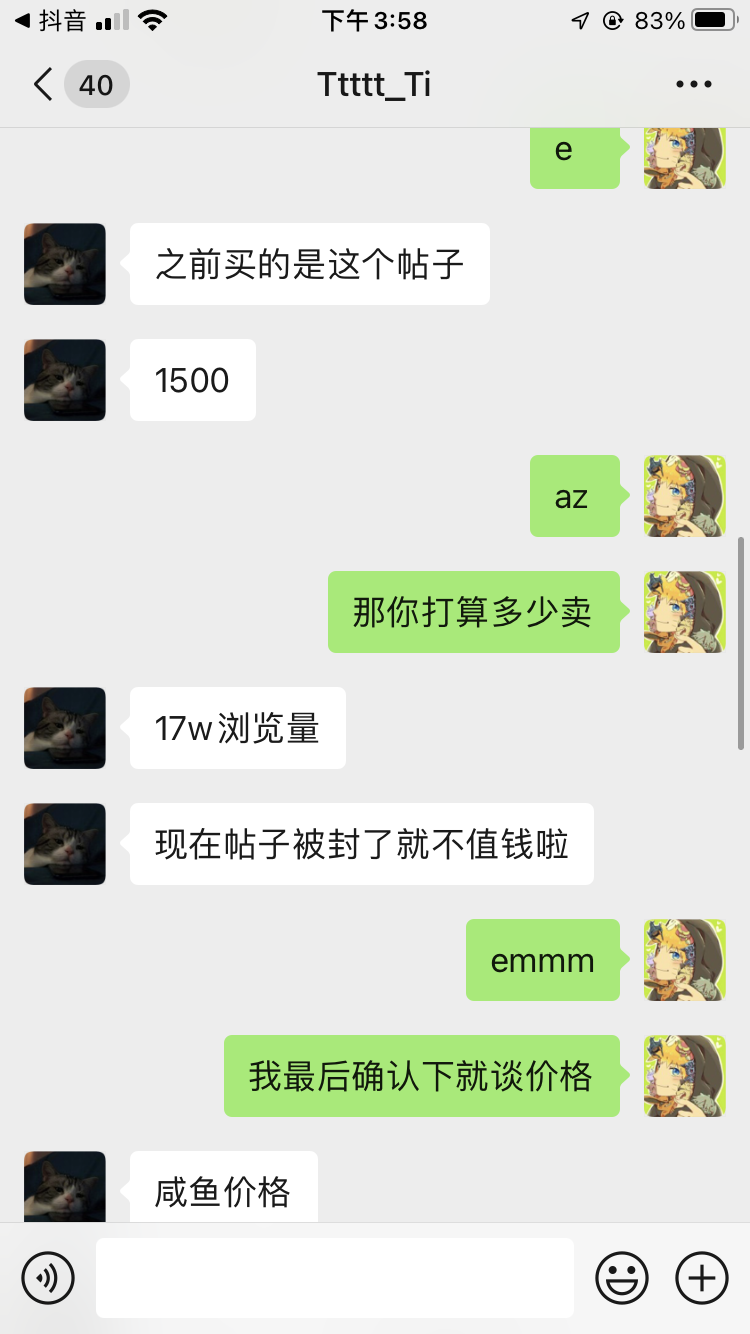 抖音 下午3:58 83%
40 Ttttt_Ti
e
之前买的是这个帖子
1500
az
那你打算多少卖
17w浏览量
现在帖子被封了就不值钱啦
emmm
我最后确认下就谈价格
咸鱼价格